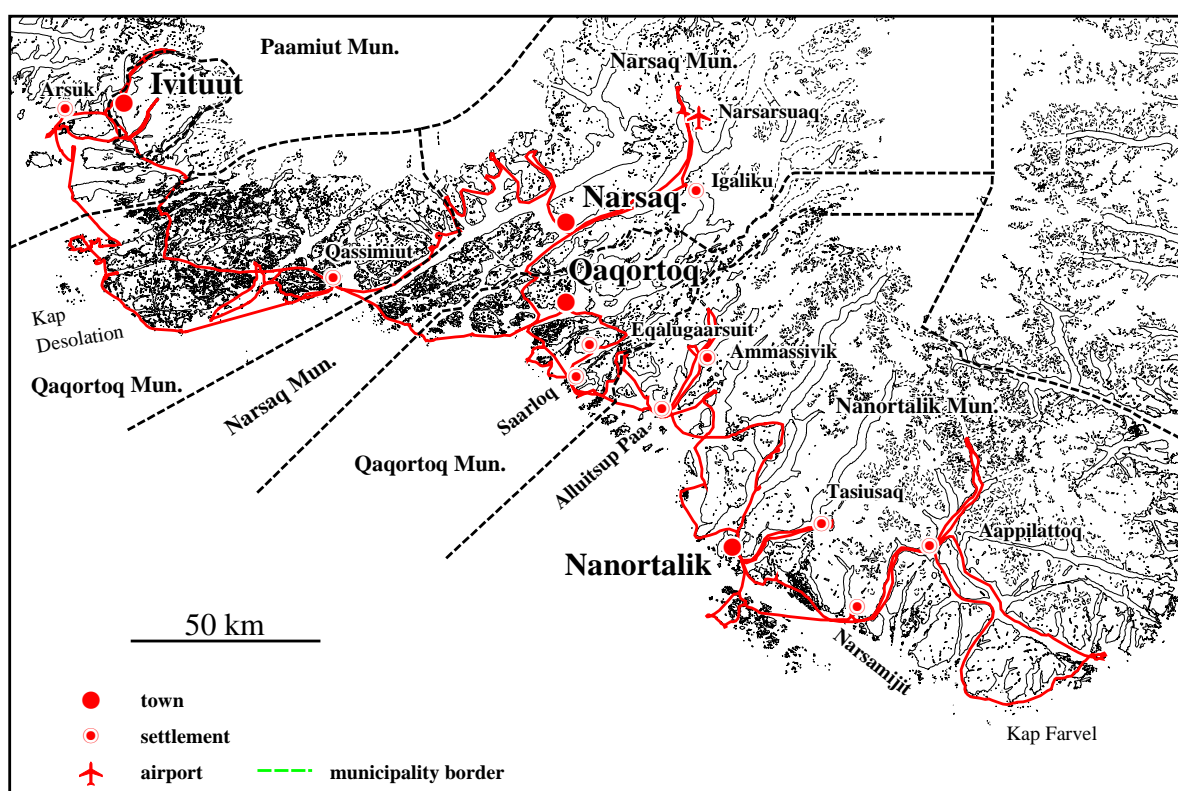 Paamiut Mun.
Narsaq Mun.
Ivituut
Arsuk
Narsarsuaq
Igaliku
Narsaq
Qassimiut
Qaqortoq
Kap
Desolation
Eqalugaarsuit
Ammassivik
Qaqortoq Mun.
Narsaq Mun.
Saarloq
Nanortalik Mun.
Qaqortoq Mun.
Alluitsup Paa
Tasiusaq
Aappilattoq
Nanortalik
50 km
Narsamijit
Kap Farvel
town
settlement
airport
municipality border